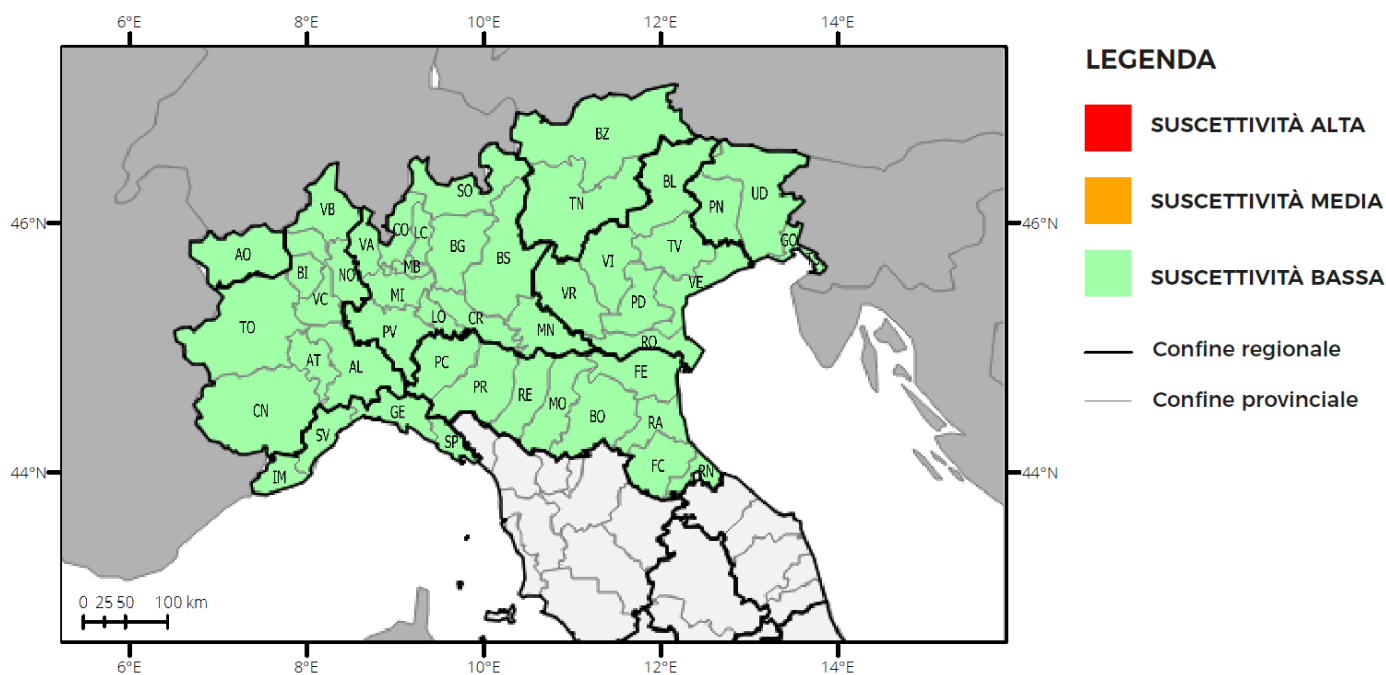 6°E 8°E 10°E 12°E 14°E
LEGENDA
SUSCETTIVITÀ ALTA
SUSCETTIVITÀ MEDIA
SUSCETTIVITÀ BASSA
Confine regionale
Confine provinciale
46°N 46°N
44°N 44°N
BZ
SO BL UD
VB TN PN
CO LC GO
AO VA BG BS VI TV
BI NO MB VE
VC MI VR PD
TO LO CR MN
PV RO
AT AL PC FE
PR RE MO BO
CN GE RA
SV SP
IM FC RN
0 25 50 100 km
6°E 8°E 10°E 12°E 14°E